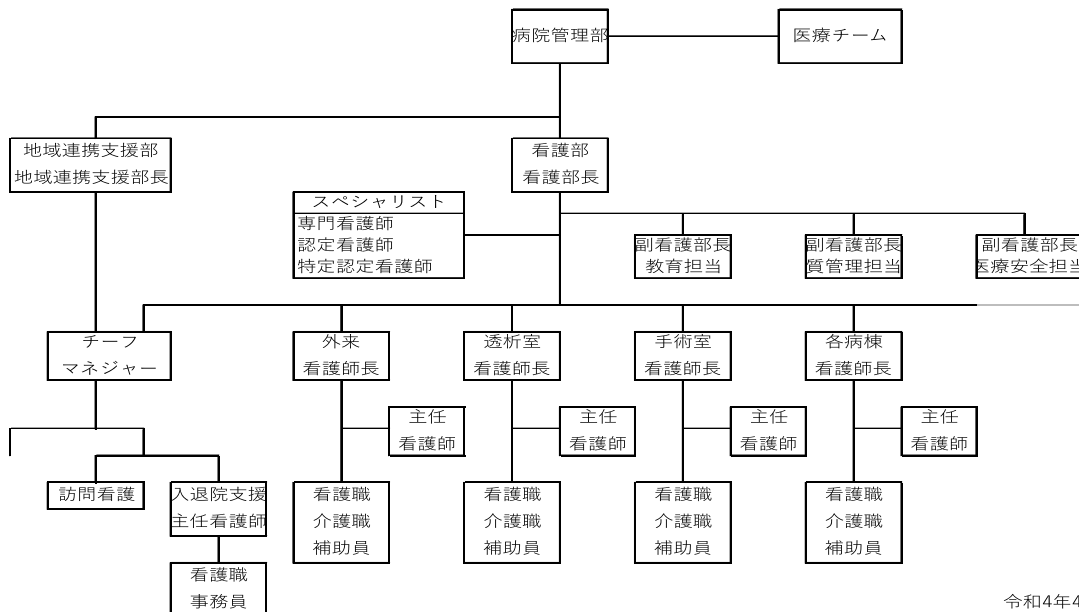 病院管理部
医療チーム
地域連携支援部
地域連携支援部長
看護部
看護部長
スペシャリスト
専門看護師
認定看護師
特定認定看護師
副看護部長
教育担当
副看護部長
質管理担当
副看護部長
医療安全担当
チーフ
マネジャー
外来
看護師長
透析室
看護師長
手術室
看護師長
各病棟
看護師長
主任
看護師
主任
看護師
主任
看護師
主任
看護師
訪問看護
入退院支援
主任看護師
看護職
介護職
補助員
看護職
介護職
補助員
看護職
介護職
補助員
看護職
介護職
補助員
看護職
事務員
令和4年4